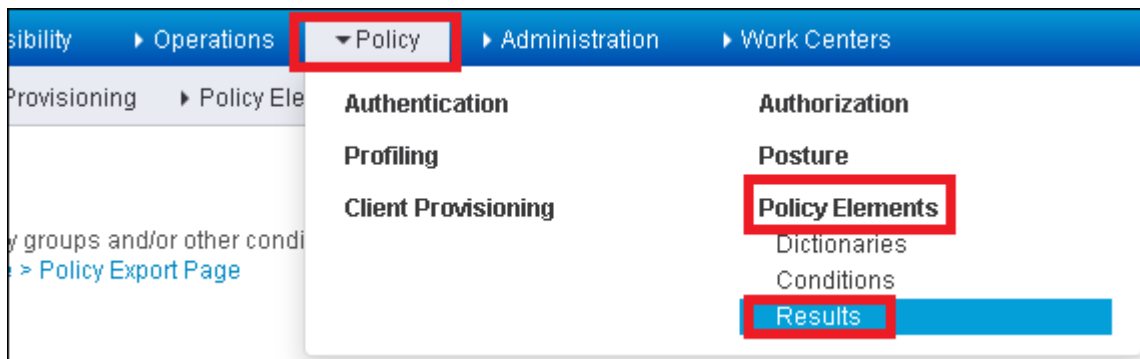 Operations Policy Administration Work Centers
Provisioning Policy Ele
Authentication Authorization
Profiling Posture
Client Provisioning Policy Elements
y groups and/or other condi Dictionaries
> Policy Export Page Conditions
Results